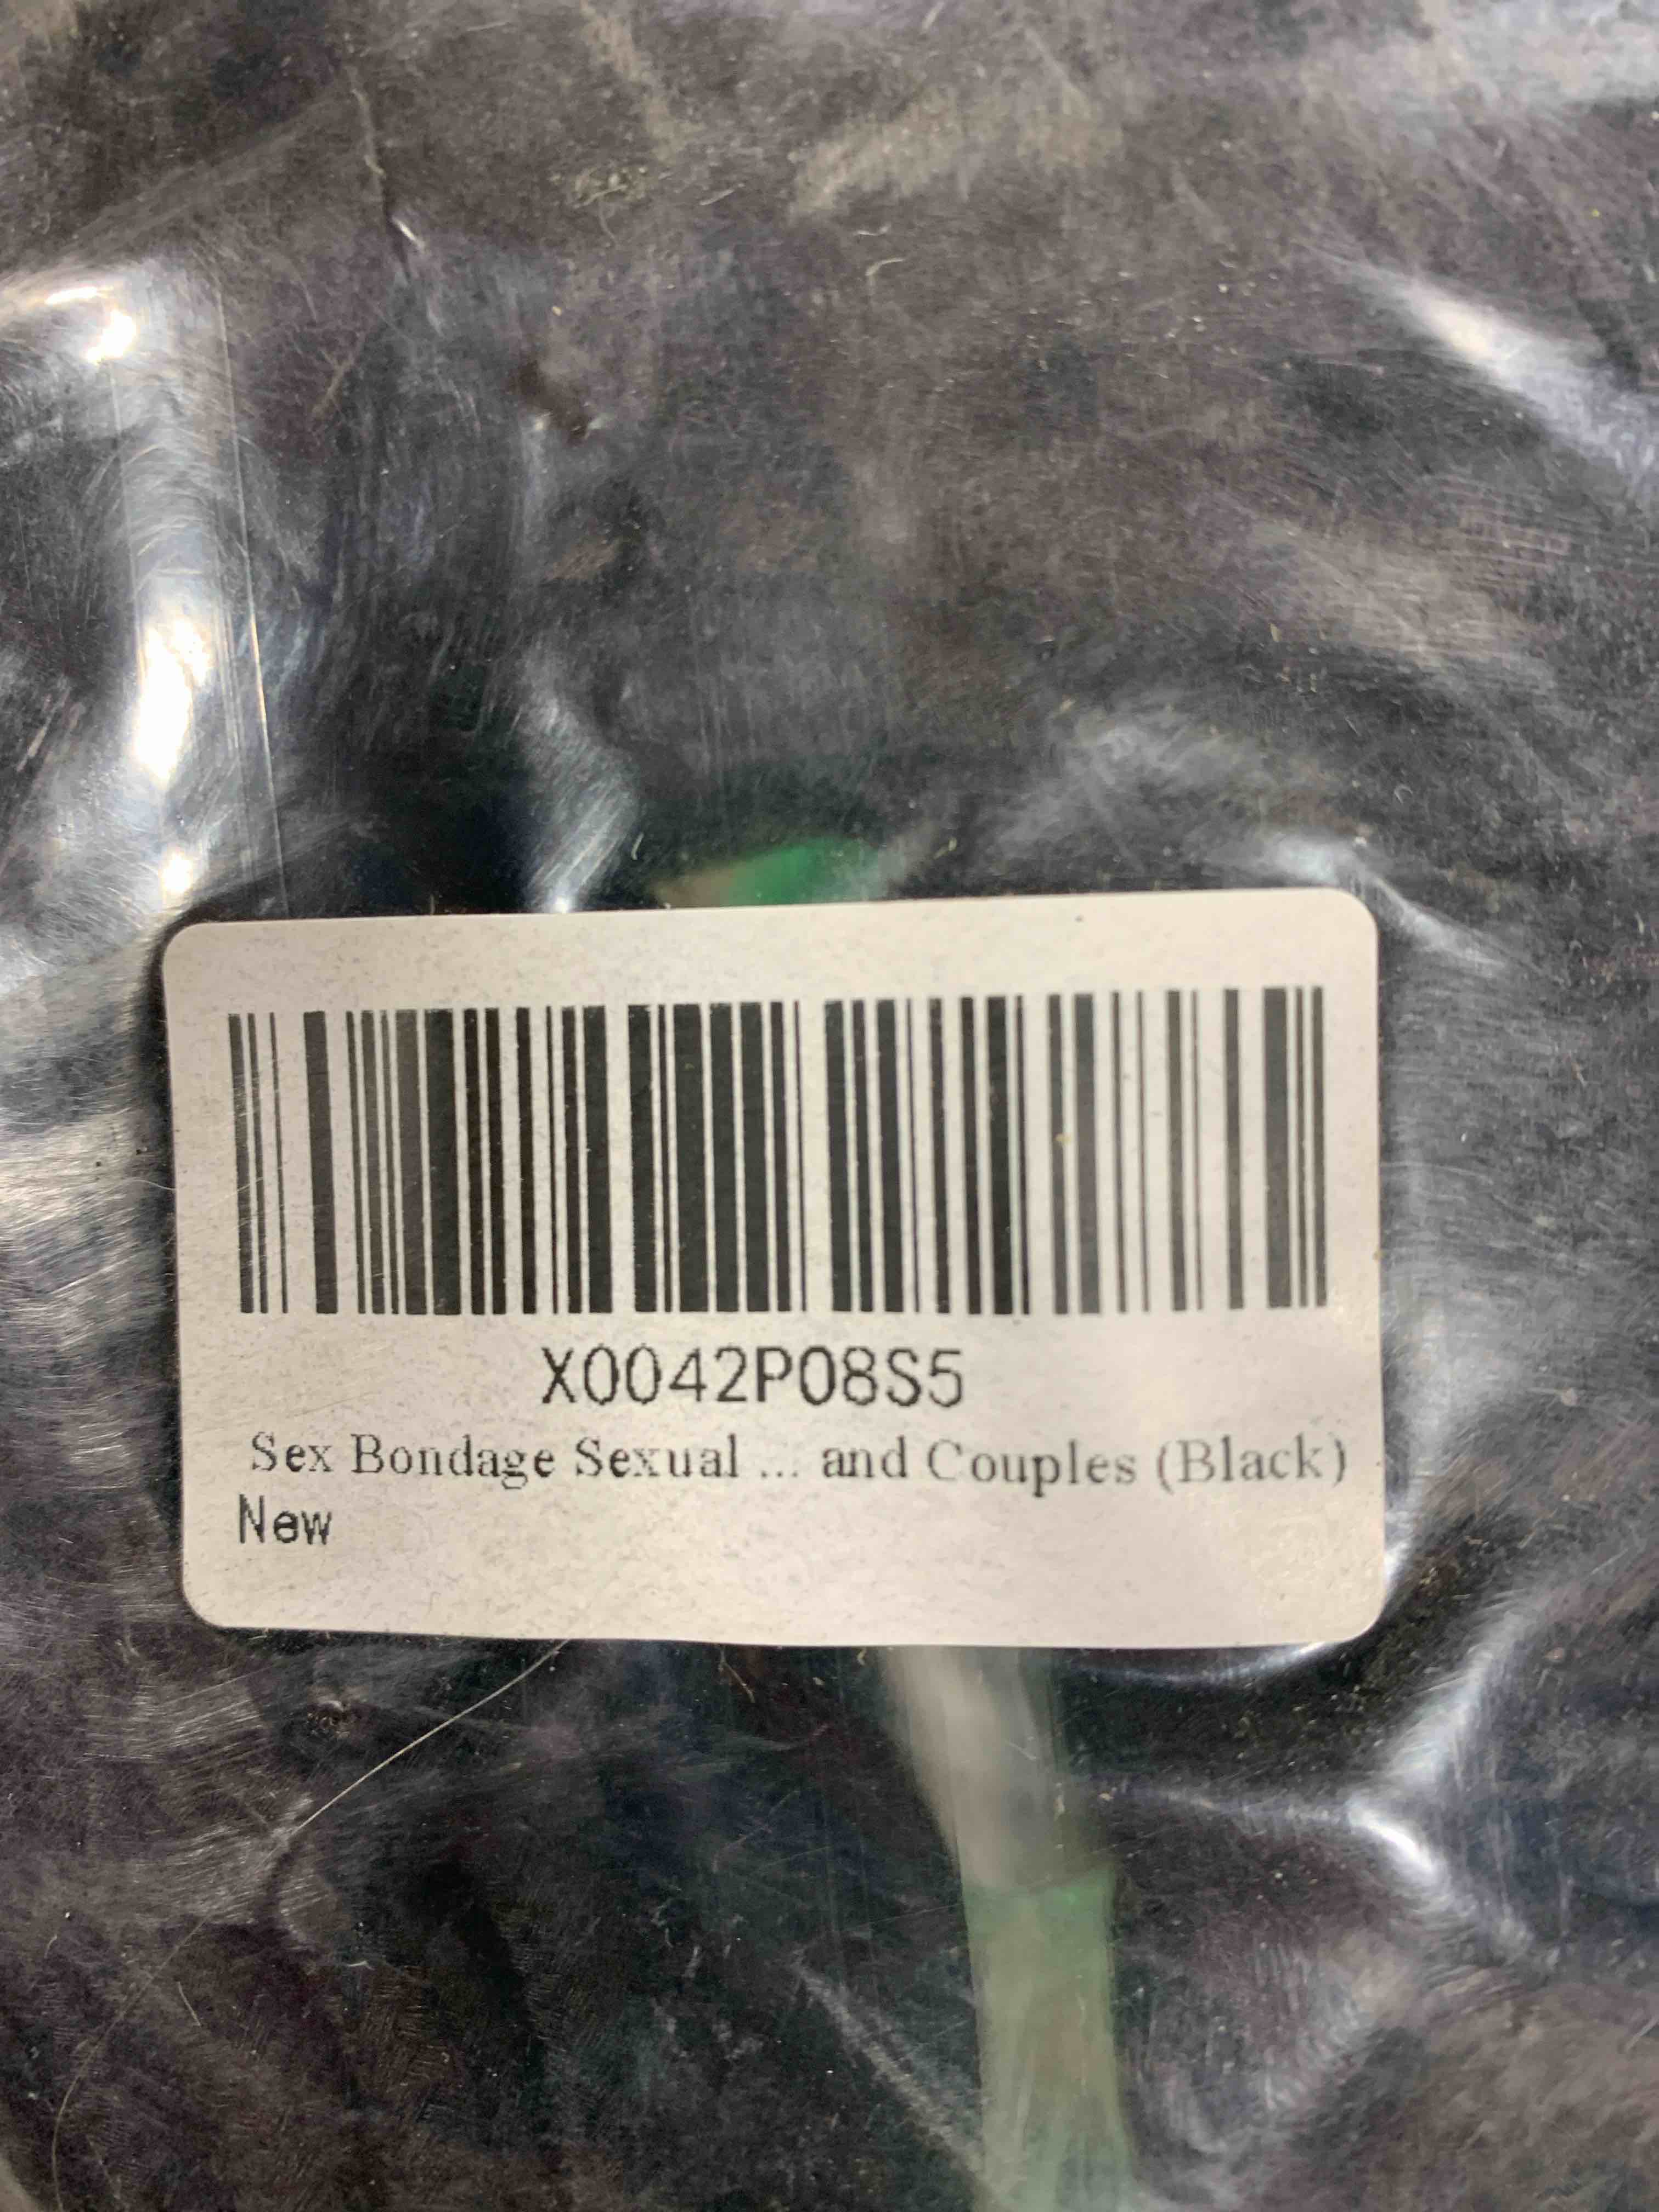 X0042P08S5
Sex Bondage Sexual ... and Couples (Black)
New